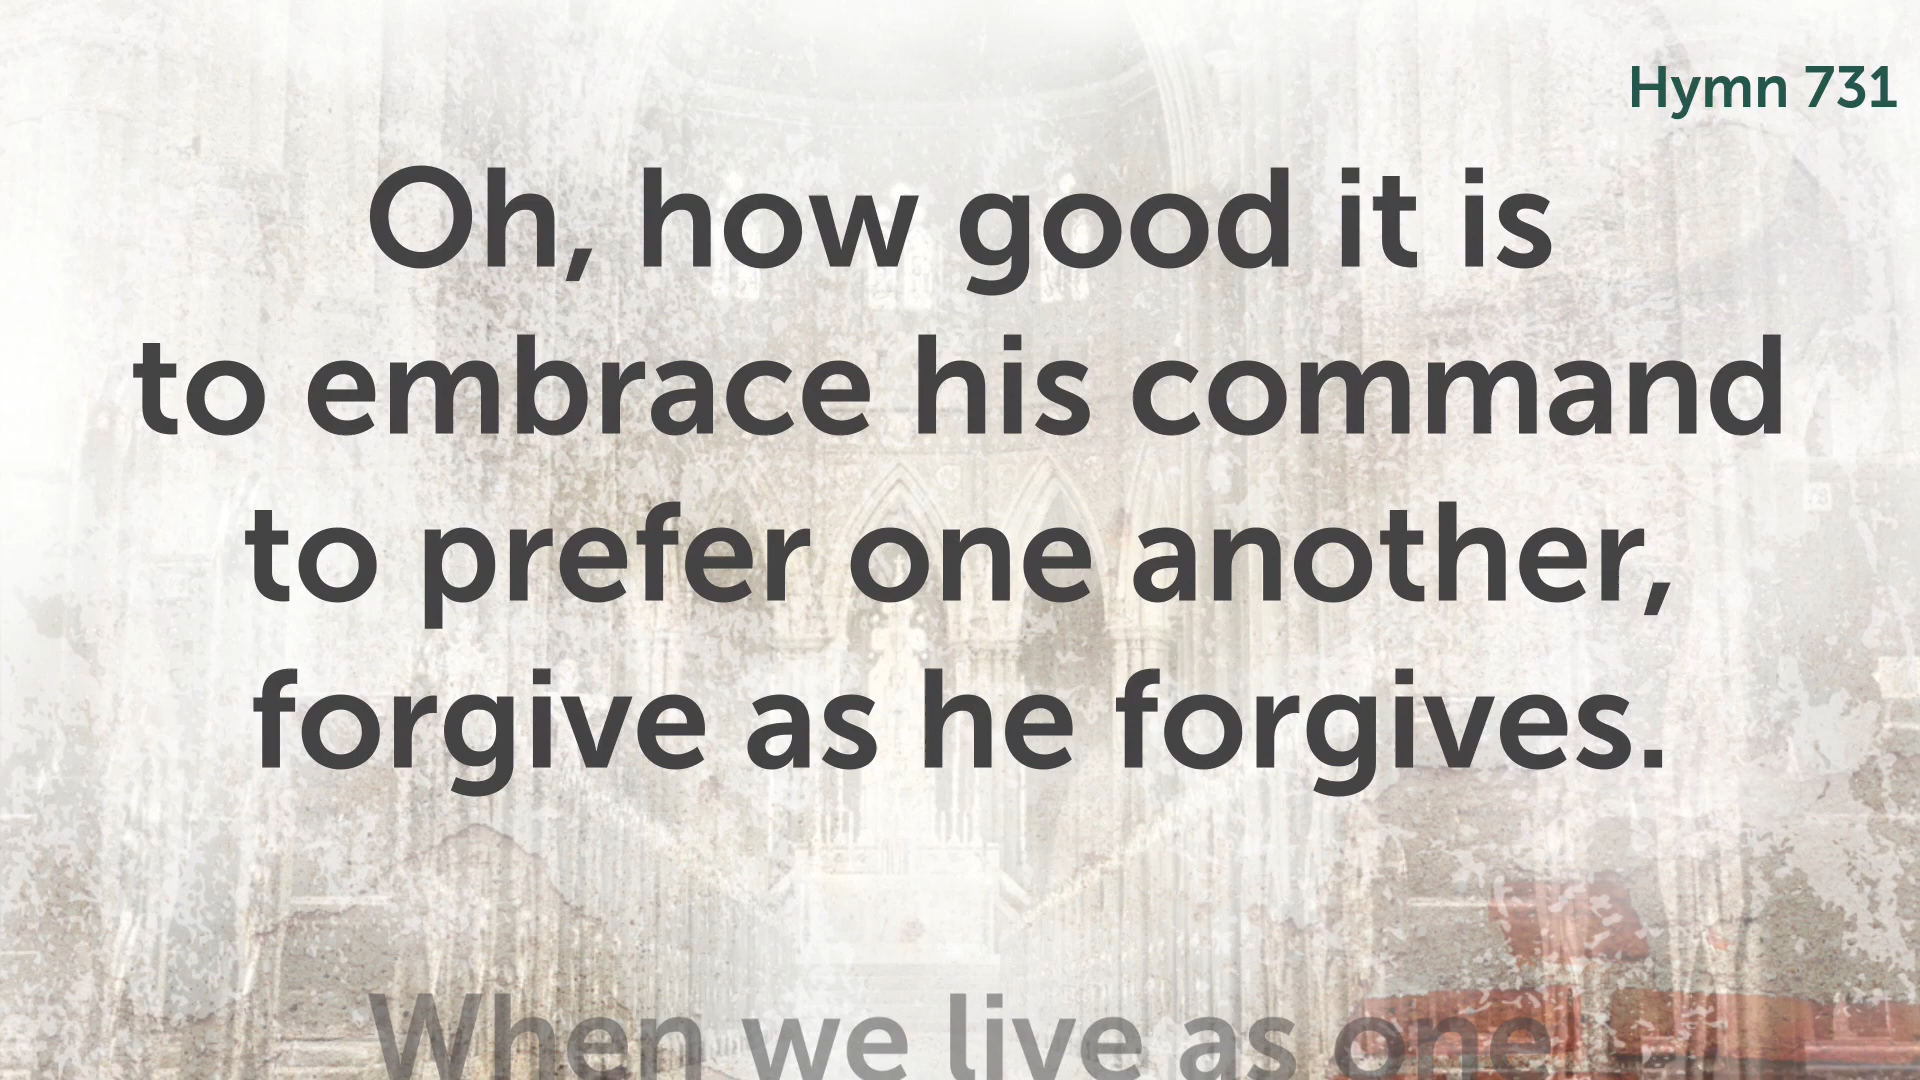 Hymn 731
Oh, how good it is
to embrace his command
to prefer one another,
forgive as he forgives.
When we live as one,